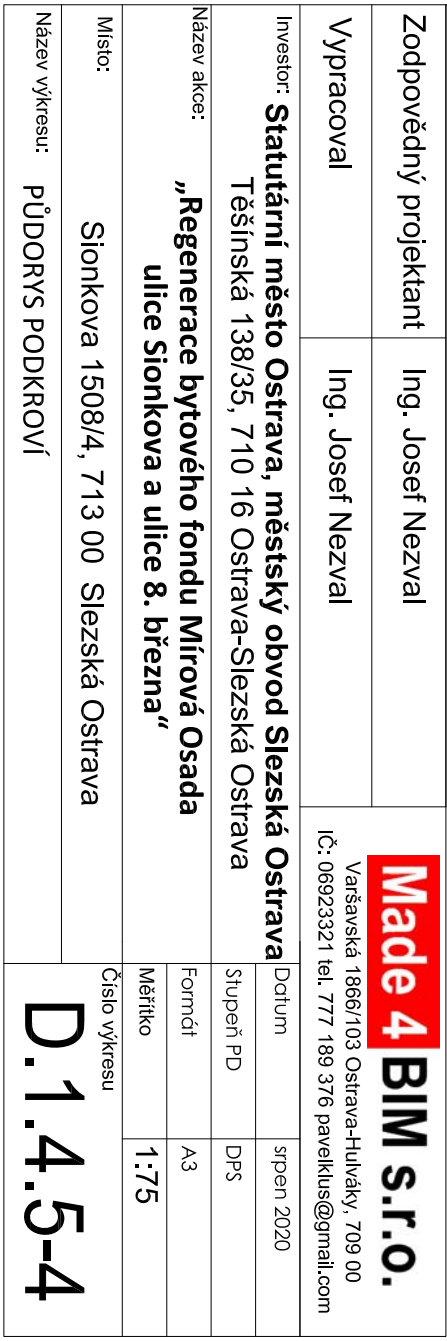 Zodpovědný projektant Ing. Josef Nezval
Vypracoval Ing. Josef Nezval
Made 4 BIM s.r.o.
Varšavská 1866/103 Ostrava-Hulváky, 709 00
IČ: 06923321 tel. 777 189 376 pavelklus@gmail.com
Investor: Statutární město Ostrava, městský obvod Slezská Ostrava
Těšínská 138/35, 710 16 Ostrava-Slezská Ostrava
Název akce: „Regenerace bytového fondu Mírová Osada
ulice Sionkova a ulice 8. března“
Místo: Sionkova 1508/4, 713 00 Slezská Ostrava
Název výkresu: PŮDORYS PODKROVÍ
Datum srpen 2020
Stupeň PD DPS
Formát A3
Měřítko 1:75
Číslo výkresu
D.1.4.5-4